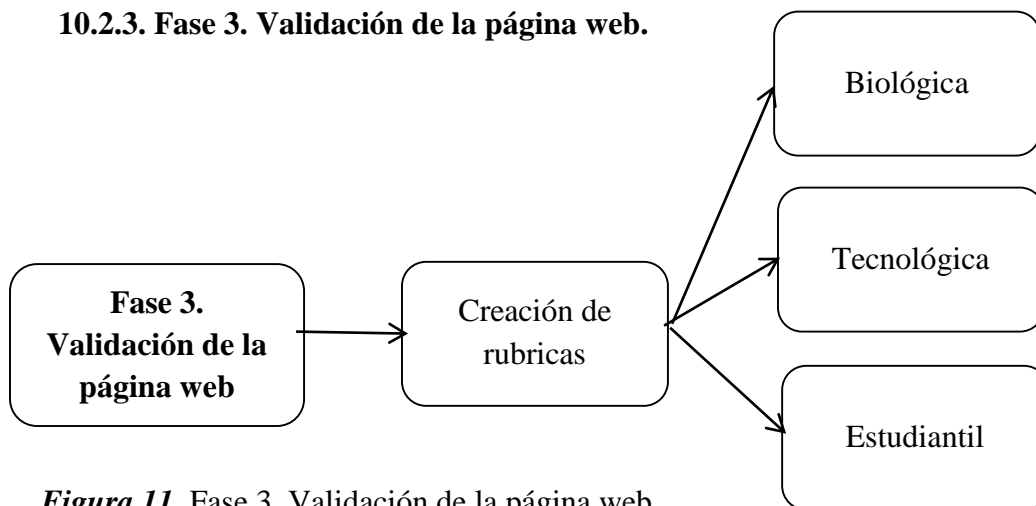 10.2.3. Fase 3. Validación de la página web.
Biológica
Tecnológica
Fase 3.
Validación de la
página web
Creación de
rubricas
Estudiantil
Figura 11. Fase 3. Validación de la página web